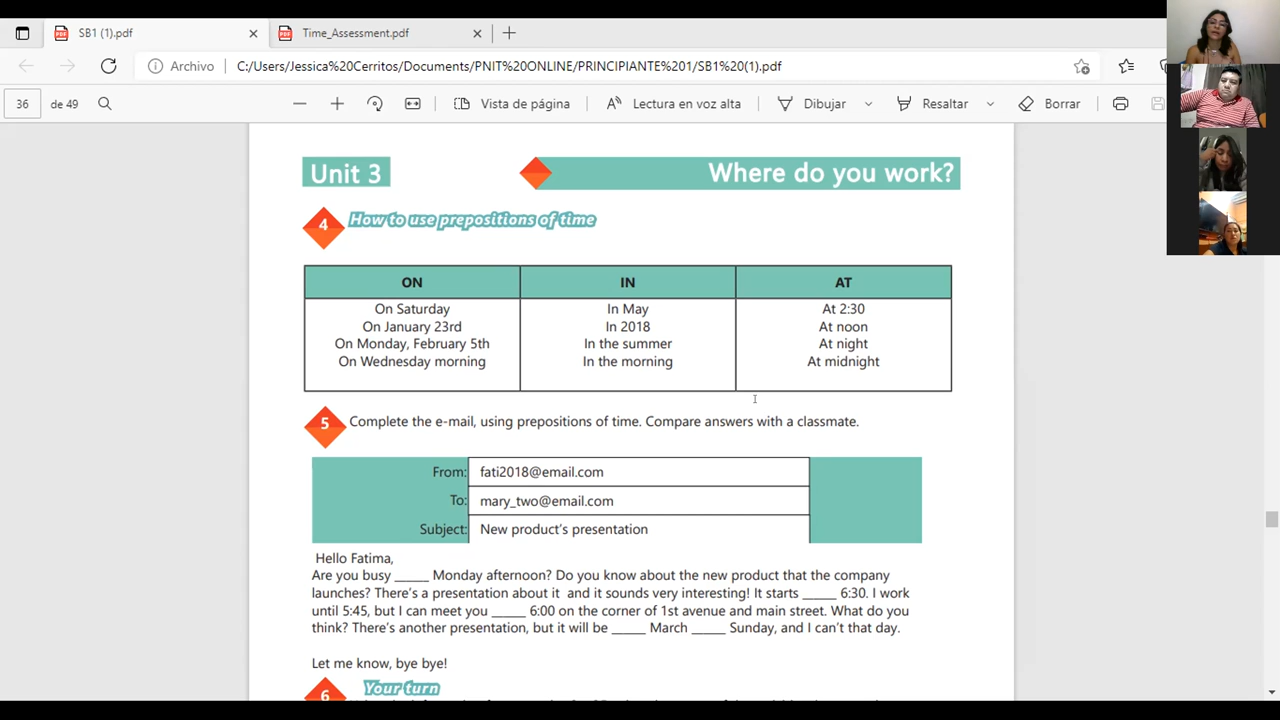 SB1 (1).pdf
Time_Assessment.pdf
Archivo
C:/Users/Jessica%20Cerritos/Documents/PNIT%20ONLINE/PRINCIPIANTE%201/SB1%20(1).pdf
36 de 49
Vista de página
Lectura en voz alta
Dibujar
Resaltar
Borrar
Unit 3
Where do you work?
4 How to use prepositions of time
ON IN AT
On Saturday In May At 2:30
On January 23rd In 2018 At noon
On Monday, February 5th In the summer At night
On Wednesday morning In the morning At midnight
5 Complete the e-mail, using prepositions of time. Compare answers with a classmate.
From: fati2018@email.com
To: mary_two@email.com
Subject: New product's presentation
Hello Fatima,
Are you busy _____ Monday afternoon? Do you know about the new product that the company
launches? There's a presentation about it and it sounds very interesting! It starts _____ 6:30. I work
until 5:45, but I can meet you _____ 6:00 on the corner of 1st avenue and main street. What do you
think? There's another presentation, but it will be _____ March _____ Sunday, and I can't that day.
Let me know, bye bye!
6 Your turn